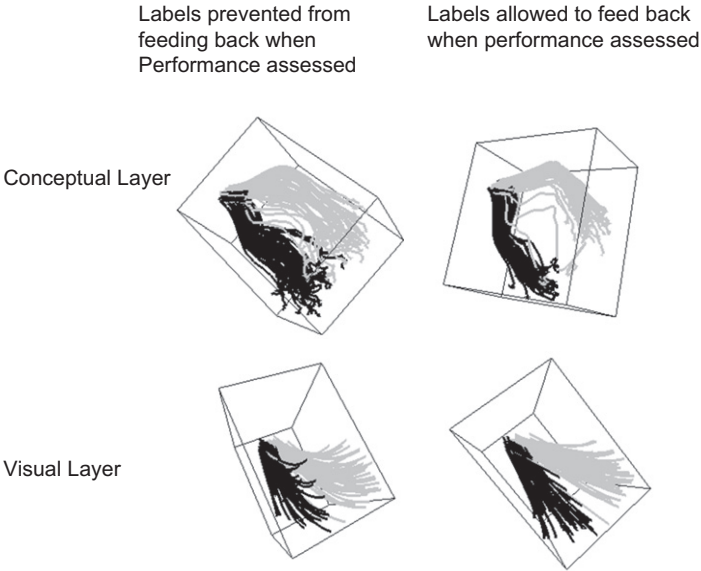 Labels prevented from
feeding back when
Performance assessed
Labels allowed to feed back
when performance assessed
Conceptual Layer
Visual Layer